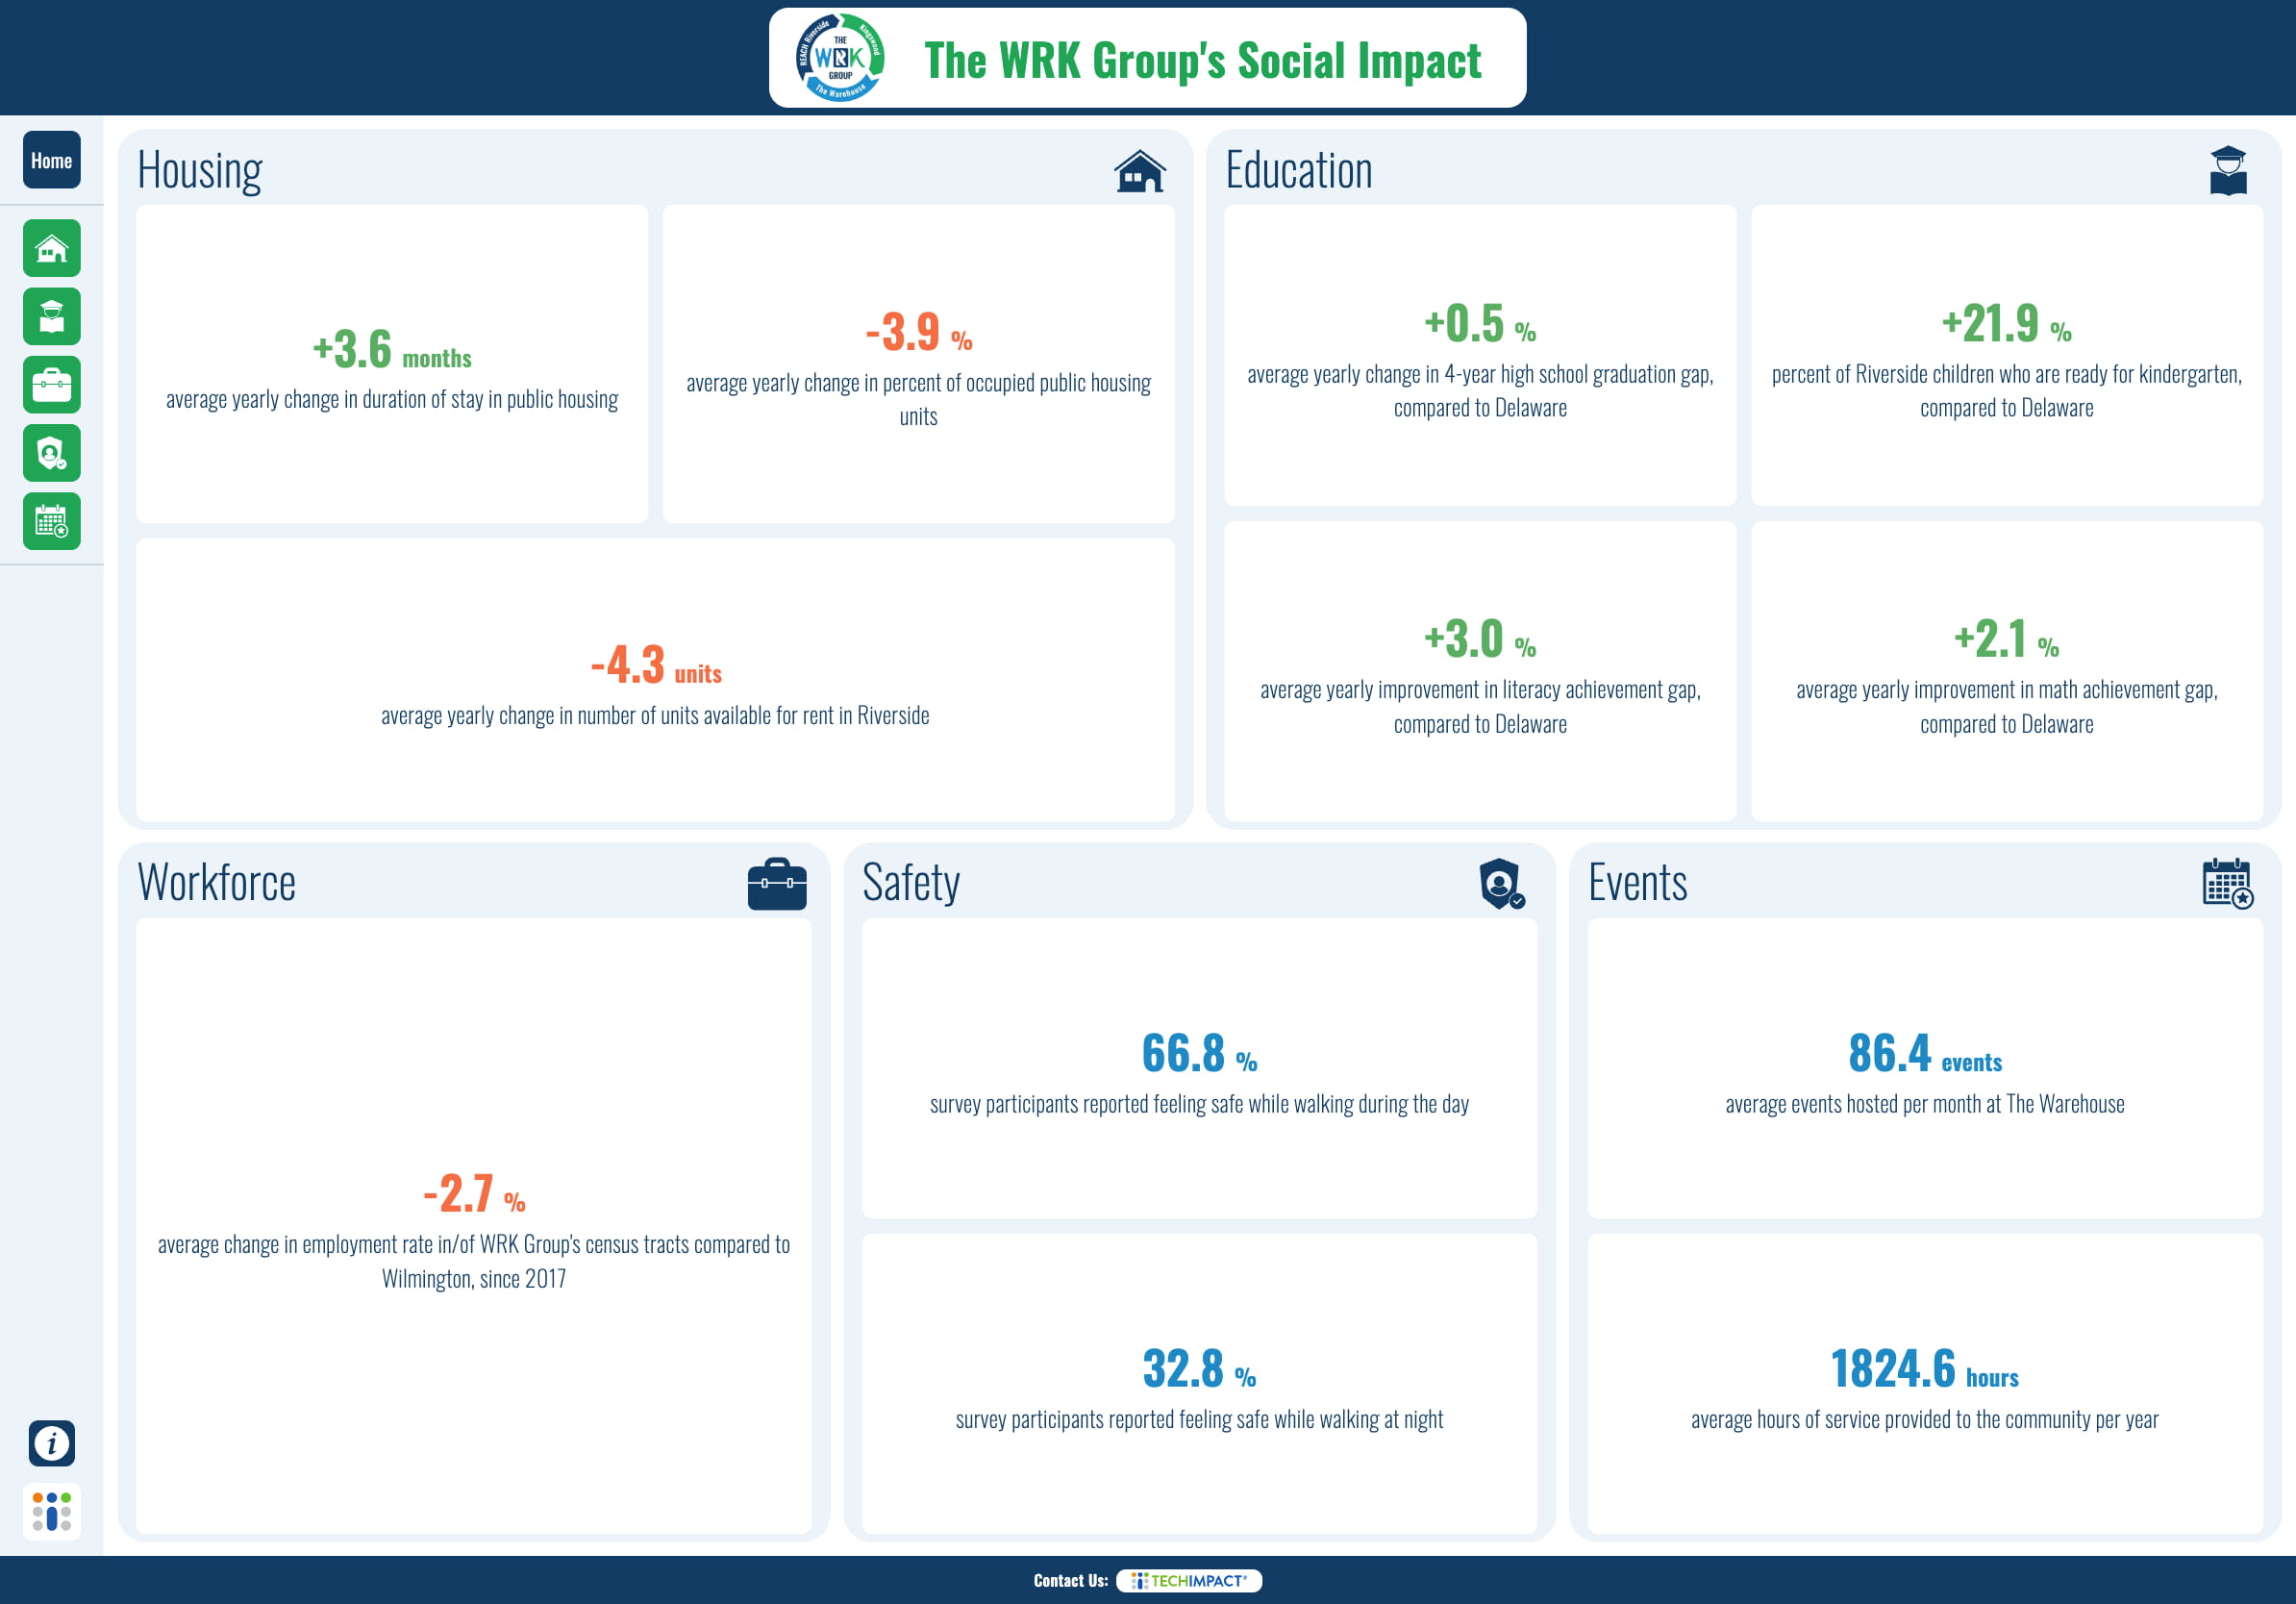 REACH Riverside
Kingswood
The Warehouse
THE
WRK
GROUP
The WRK Group's Social Impact
Home
Housing
+3.6 months
average yearly change in duration of stay in public housing
-3.9 %
average yearly change in percent of occupied public housing
units
-4.3 units
average yearly change in number of units available for rent in Riverside
Education
+0.5 %
average yearly change in 4-year high school graduation gap,
compared to Delaware
+21.9 %
percent of Riverside children who are ready for kindergarten,
compared to Delaware
+3.0 %
average yearly improvement in literacy achievement gap,
compared to Delaware
+2.1 %
average yearly improvement in math achievement gap,
compared to Delaware
Workforce
-2.7 %
average change in employment rate in/of WRK Group's census tracts compared to
Wilmington, since 2017
Safety
66.8 %
survey participants reported feeling safe while walking during the day
32.8 %
survey participants reported feeling safe while walking at night
Events
86.4 events
average events hosted per month at The Warehouse
1824.6 hours
average hours of service provided to the community per year
i
Contact Us: TECHIMPACT®